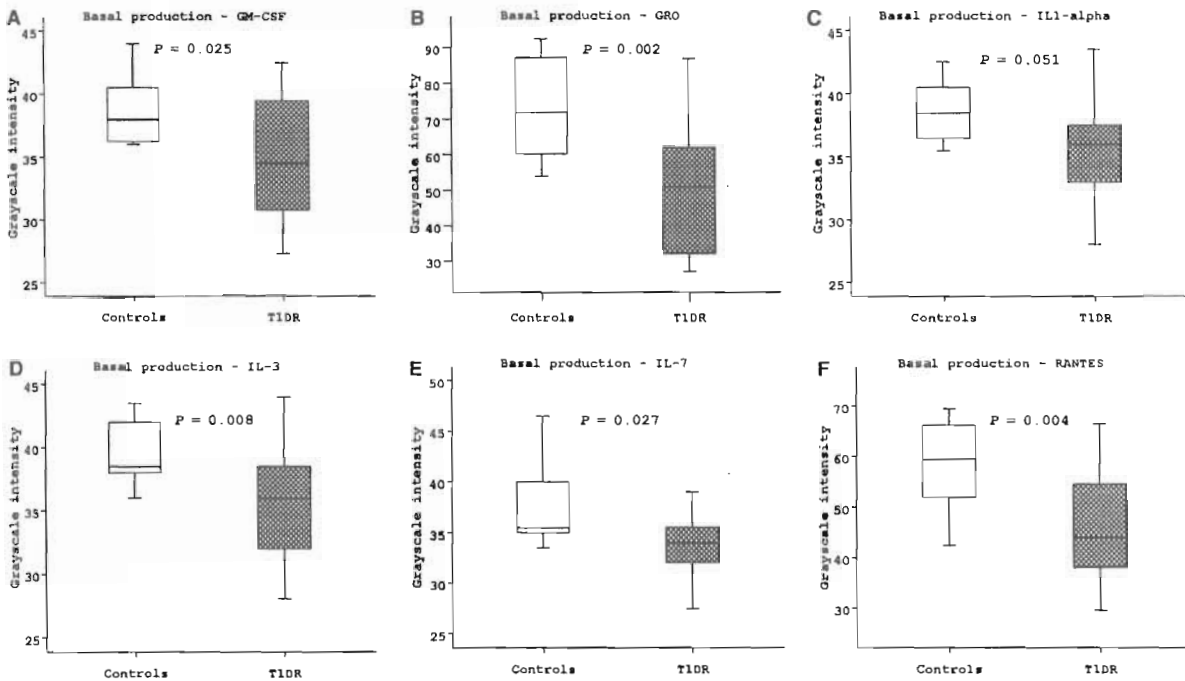 A Basal production - GM-CSF
P = 0.025
Grayscale intensity
45
40
35
30
25
Controls T1DR
B Basal production - GRO
P = 0.002
Grayscale intensity
90
80
70
60
50
40
30
Controls T1DR
C Basal production - IL1-alpha
P = 0.051
Grayscale intensity
45
40
35
30
25
Controls T1DR
D Basal production - IL-3
P = 0.008
Grayscale intensity
45
40
35
30
25
Controls T1DR
E Basal production - IL-7
P = 0.027
Grayscale intensity
50
45
40
35
30
25
Controls T1DR
F Basal production - RANTES
P = 0.004
Grayscale intensity
70
60
50
40
30
Controls T1DR